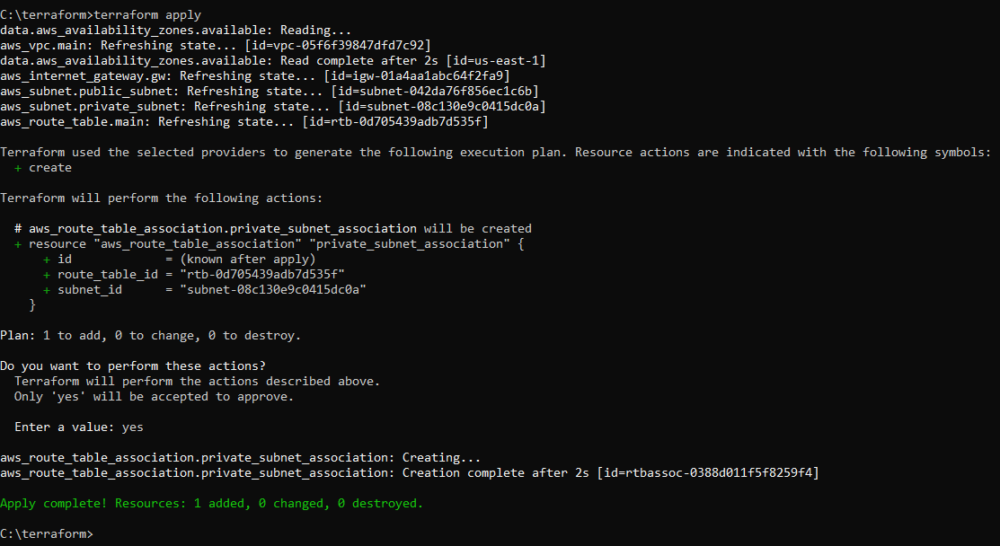 C:\terraform>terraform apply
data.aws_availability_zones.available: Reading...
aws_vpc.main: Refreshing state... [id=vpc-05f6f39847dfd7c92]
data.aws_availability_zones.available: Read complete after 2s [id=us-east-1]
aws_internet_gateway.gw: Refreshing state... [id=igw-01a4aa1abc64f2fa9]
aws_subnet.public_subnet: Refreshing state... [id=subnet-042da76f856ec1c6b]
aws_subnet.private_subnet: Refreshing state... [id=subnet-08c130e9c0415dc0a]
aws_route_table.main: Refreshing state... [id=rtb-0d705439adb7d535f]

Terraform used the selected providers to generate the following execution plan. Resource actions are indicated with the following symbols:
  + create

Terraform will perform the following actions:

  # aws_route_table_association.private_subnet_association will be created
  + resource "aws_route_table_association" "private_subnet_association" {
      + id             = (known after apply)
      + route_table_id = "rtb-0d705439adb7d535f"
      + subnet_id      = "subnet-08c130e9c0415dc0a"
    }

Plan: 1 to add, 0 to change, 0 to destroy.

Do you want to perform these actions?
  Terraform will perform the actions described above.
  Only 'yes' will be accepted to approve.

  Enter a value: yes

aws_route_table_association.private_subnet_association: Creating...
aws_route_table_association.private_subnet_association: Creation complete after 2s [id=rtbassoc-0388d011f5f8259f4]

Apply complete! Resources: 1 added, 0 changed, 0 destroyed.

C:\terraform>